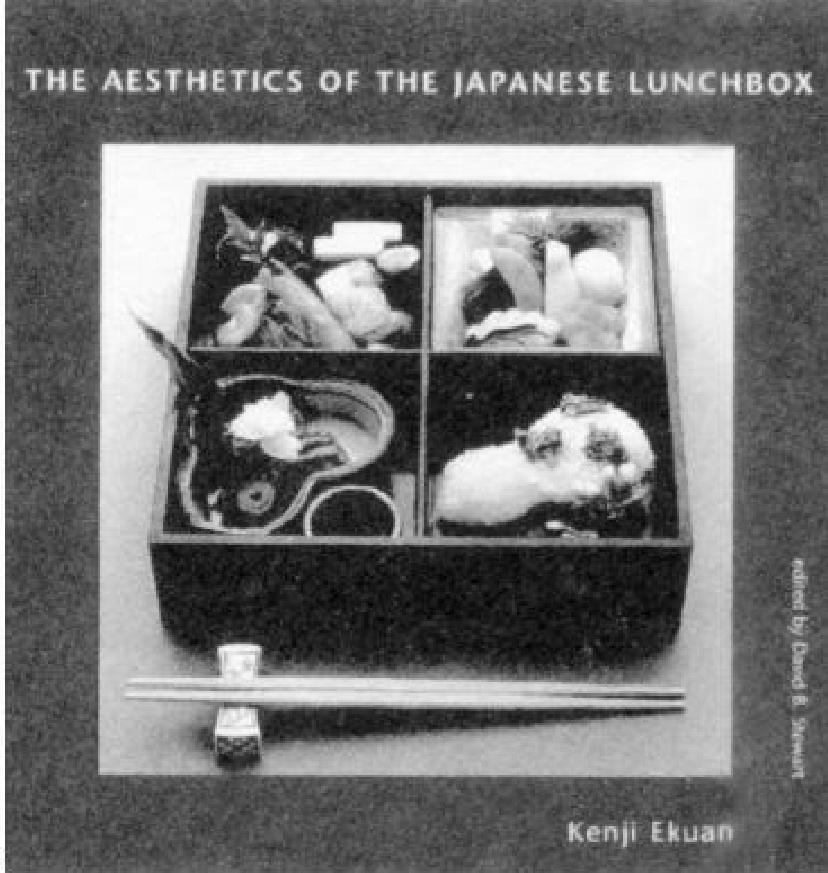 THE AESTHETICS OF THE JAPANESE LUNCHBOX
edited by David B. Stewart
Kenji Ekuan